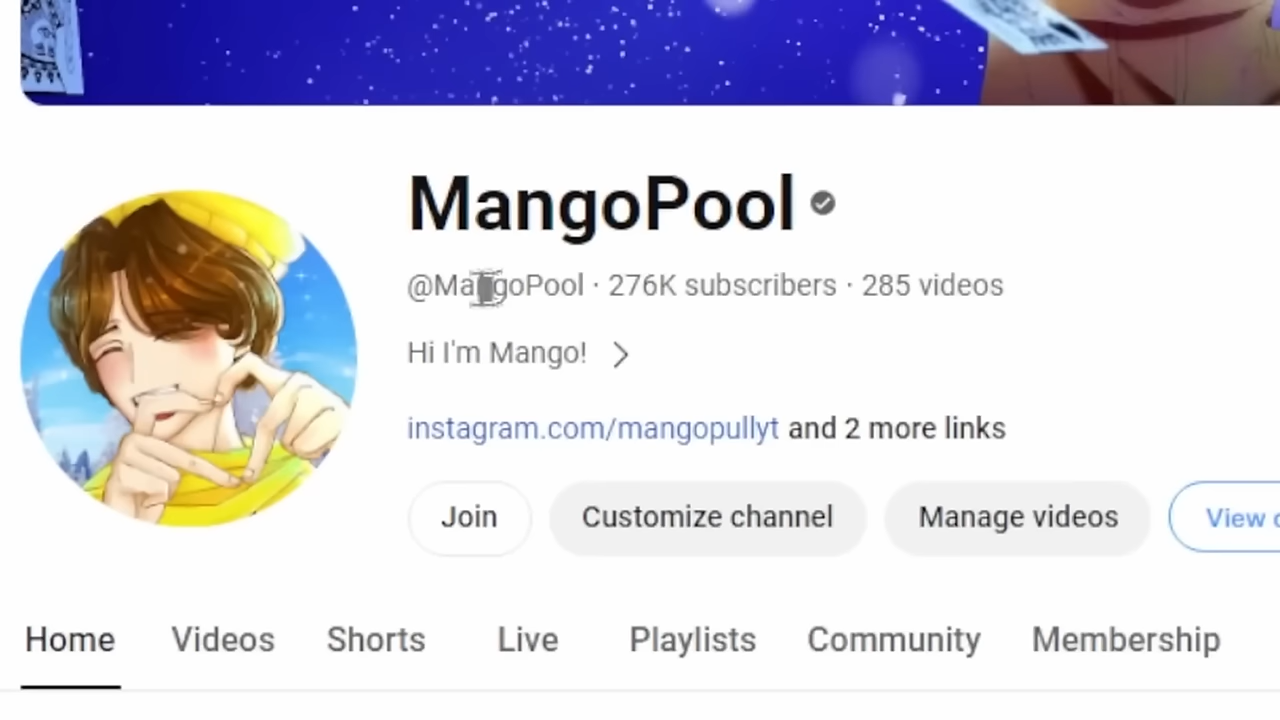 MangoPool
@MangoPool · 276K subscribers · 285 videos
Hi I'm Mango!
instagram.com/mangopullyt and 2 more links
Join Customize channel Manage videos View
Home Videos Shorts Live Playlists Community Membership